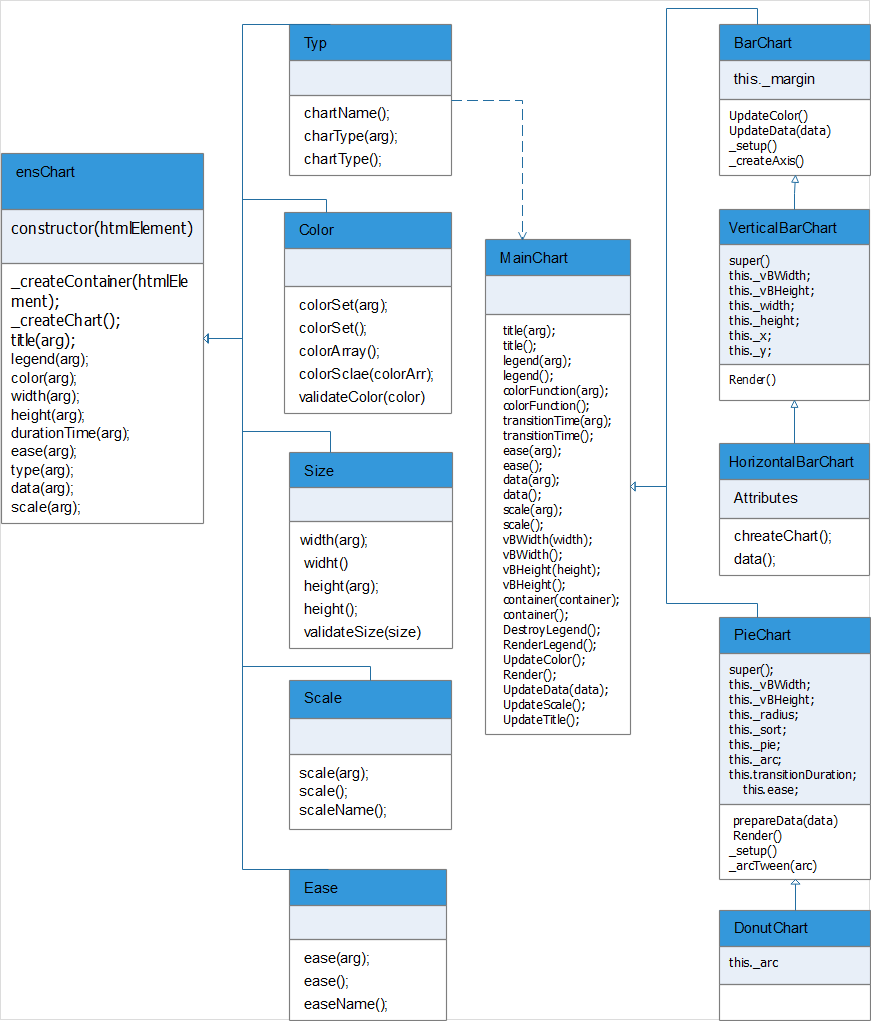 ensChart
constructor(htmlElement)
_createContainer(htmlEle
ment);
_createChart();
title(arg);
legend(arg);
color(arg);
width(arg);
height(arg);
durationTime(arg);
ease(arg);
type(arg);
data(arg);
scale(arg);
Typ
chartName();
charType(arg);
chartType();
Color
colorSet(arg);
colorSet();
colorArray();
colorSclae(colorArr);
validateColor(color)
Size
width(arg);
widht()
height(arg);
height();
validateSize(size)
Scale
scale(arg);
scale();
scaleName();
Ease
ease(arg);
ease();
easeName();
MainChart
title(arg);
title();
legend(arg);
legend();
colorFunction(arg);
colorFunction();
transitionTime(arg);
transitionTime();
ease(arg);
ease();
data(arg);
data();
scale(arg);
scale();
vBWidth(width);
vBWidth();
vBHeight(height);
vBHeight();
container(container);
container();
DestroyLegend();
RenderLegend();
UpdateColor();
Render();
UpdateData(data);
UpdateScale();
UpdateTitle();
BarChart
this._margin
UpdateColor()
UpdateData(data)
_setup()
_createAxis()
VerticalBarChart
super()
this._vBWidth;
this._vBHeight;
this._width;
this._height;
this._x;
this._y;
Render()
HorizontalBarChart
Attributes
chreateChart();
data();
PieChart
super();
this._vBWidth;
this._vBHeight;
this._radius;
this._sort;
this._pie;
this._arc;
this.transitionDuration;
this.ease;
prepareData(data)
Render()
_setup()
_arcTween(arc)
DonutChart
this._arc